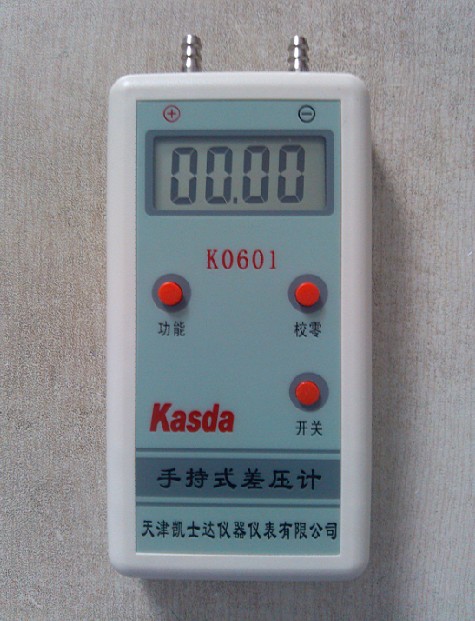 + -
00.00
K0601
功能 校零
Kasda
开关
手持式差压计
天津凯士达仪器仪表有限公司